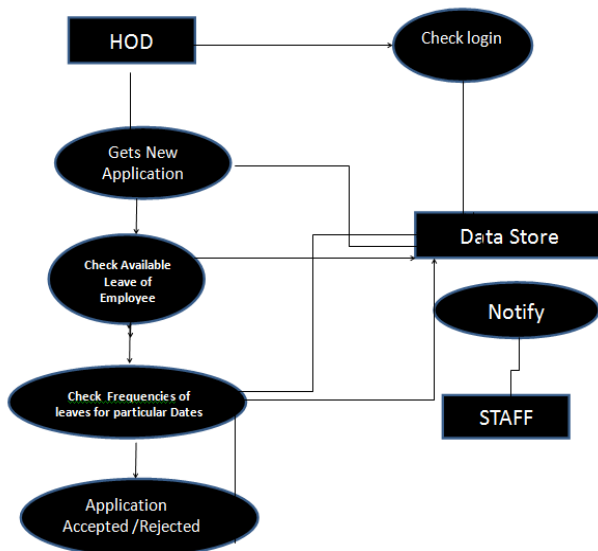 HOD
Check login
Gets New
Application
Data Store
Check Available
Leave of
Employee
Notify
Check Frequencies of
leaves for particular Dates
STAFF
Application
Accepted /Rejected